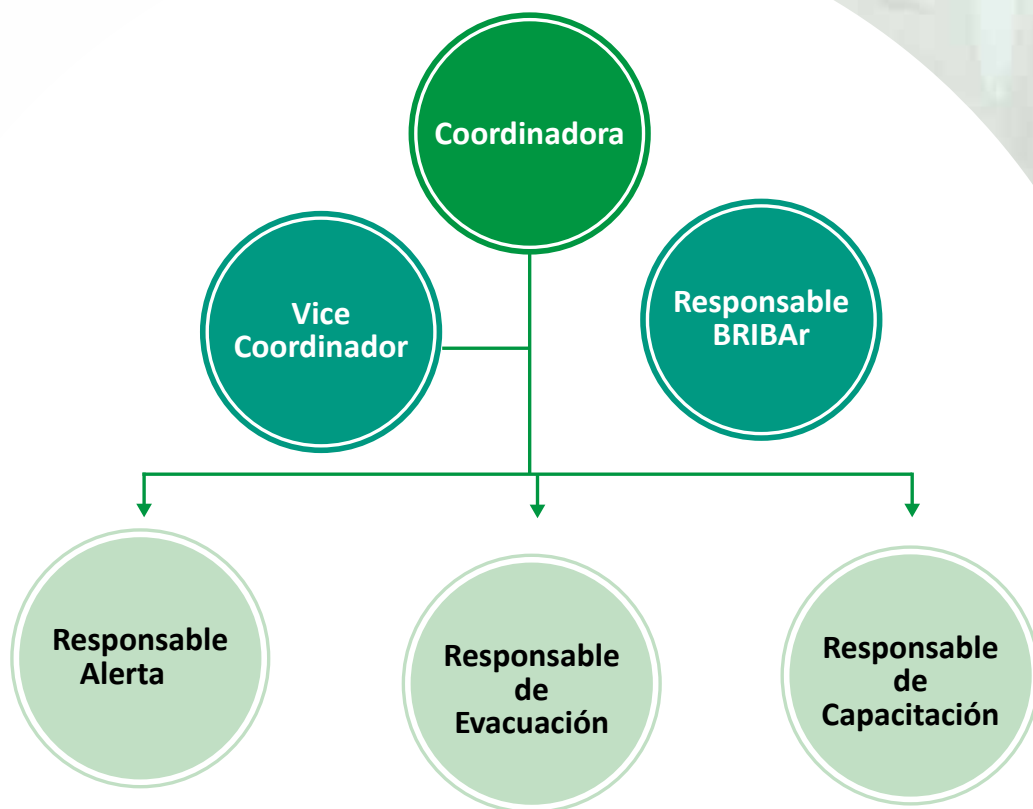 Coordinadora
Vice
Coordinador
Responsable
BRIBAr
Responsable
Alerta
Responsable
de
Evacuación
Responsable
de
Capacitación